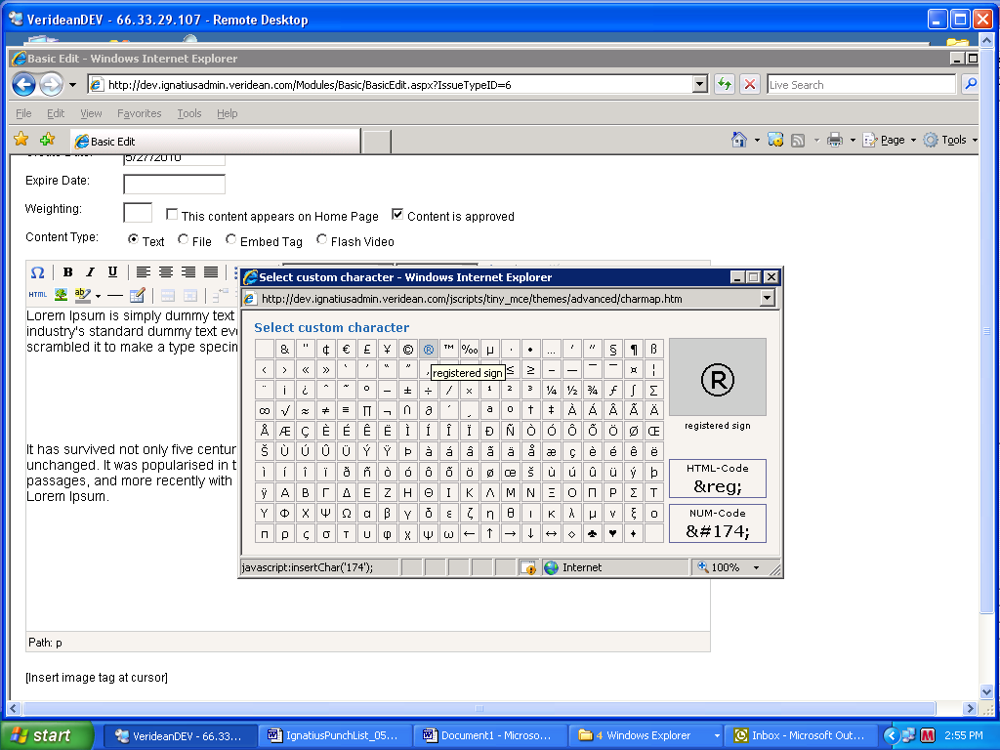 VerideanDEV - 66.33.29.107 - Remote Desktop
Basic Edit - Windows Internet Explorer
http://dev.ignatiusadmin.veridean.com/Modules/Basic/BasicEdit.aspx?IssueTypeID=6
Live Search
File Edit View Favorites Tools Help
Basic Edit
Page Tools
5/27/2010
Expire Date:
Weighting:
This content appears on Home Page
Content is approved
Content Type:
Text File Embed Tag Flash Video
Ω B I U
HTML ab
Lorem Ipsum is simply dummy text
industry's standard dummy text eve
scrambled it to make a type specin
It has survived not only five centur
unchanged. It was popularised in t
passages, and more recently with
Lorem Ipsum.
Path: p
[Insert image tag at cursor]
Select custom character - Windows Internet Explorer
http://dev.ignatiusadmin.veridean.com/jscripts/tiny_mce/themes/advanced/charmap.htm
Select custom character
& " ¢ € £ ¥ © ® ™ ‰ µ · • … ′ ″ § ¶ ß
‹ › « » ‘ ’ “ ” ‚ ≤ ≥ – — ¯ ‾ ¤ ¦
¨ ¡ ¿ ˆ ˜ ° − ± ÷ ⁄ × ¹ ² ³ ¼ ½ ¾ ƒ ∫ ∑
∞ √ ≈ ≠ ≡ ∏ ¬ ∩ ∂ ´ ¸ ª º † ‡ À Á Â Ã Ä
Å Æ Ç È É Ê Ë Ì Í Î Ï Ð Ñ Ò Ó Ô Õ Ö Ø Œ
Š Ù Ú Û Ü Ý Ÿ Þ à á â ã ä å æ ç è é ê ë
ì í î ï ð ñ ò ó ô õ ö ø œ š ù ú û ü ý þ
ÿ Α Β Γ Δ Ε Ζ Η Θ Ι Κ Λ Μ Ν Ξ Ο Π Ρ Σ Τ
Υ Φ Χ Ψ Ω α β γ δ ε ζ η θ ι κ λ μ ν ξ ο
π ρ ς σ τ υ φ χ ψ ω ← ↑ → ↓ ↔ ◊ ♣ ♥ ♦
registered sign
®
registered sign
HTML-Code
&reg;
NUM-Code
&#174;
javascript:insertChar('174');
Internet
100%
start
VerideanDEV - 66.33...
IgnatiusPunchList_05...
Document1 - Microso...
4 Windows Explorer
Inbox - Microsoft Out...
2:55 PM